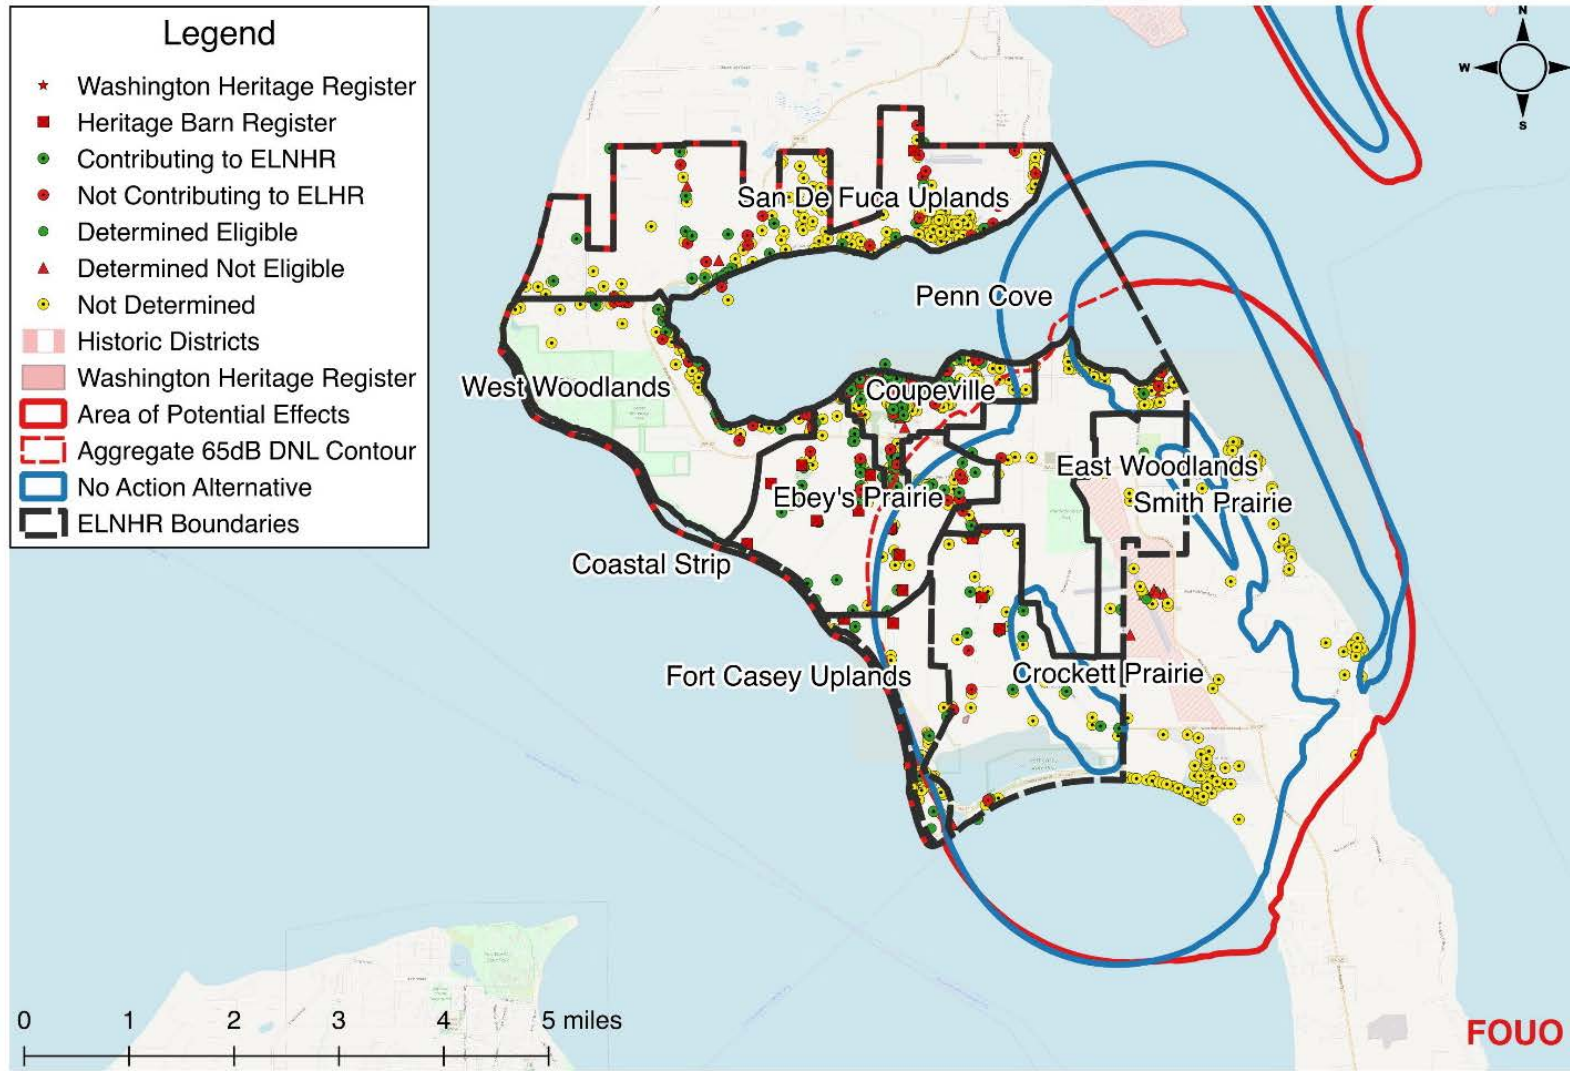 Legend
Washington Heritage Register
Heritage Barn Register
Contributing to ELNHR
Not Contributing to ELHR
Determined Eligible
Determined Not Eligible
Not Determined
Historic Districts
Washington Heritage Register
Area of Potential Effects
Aggregate 65dB DNL Contour
No Action Alternative
ELNHR Boundaries
N
W
S
San De Fuca Uplands
Penn Cove
West Woodlands
Coupeville
East Woodlands
Ebey's Prairie
Smith Prairie
Coastal Strip
Fort Casey Uplands
Crockett Prairie
0 1 2 3 4 5 miles
FOUO